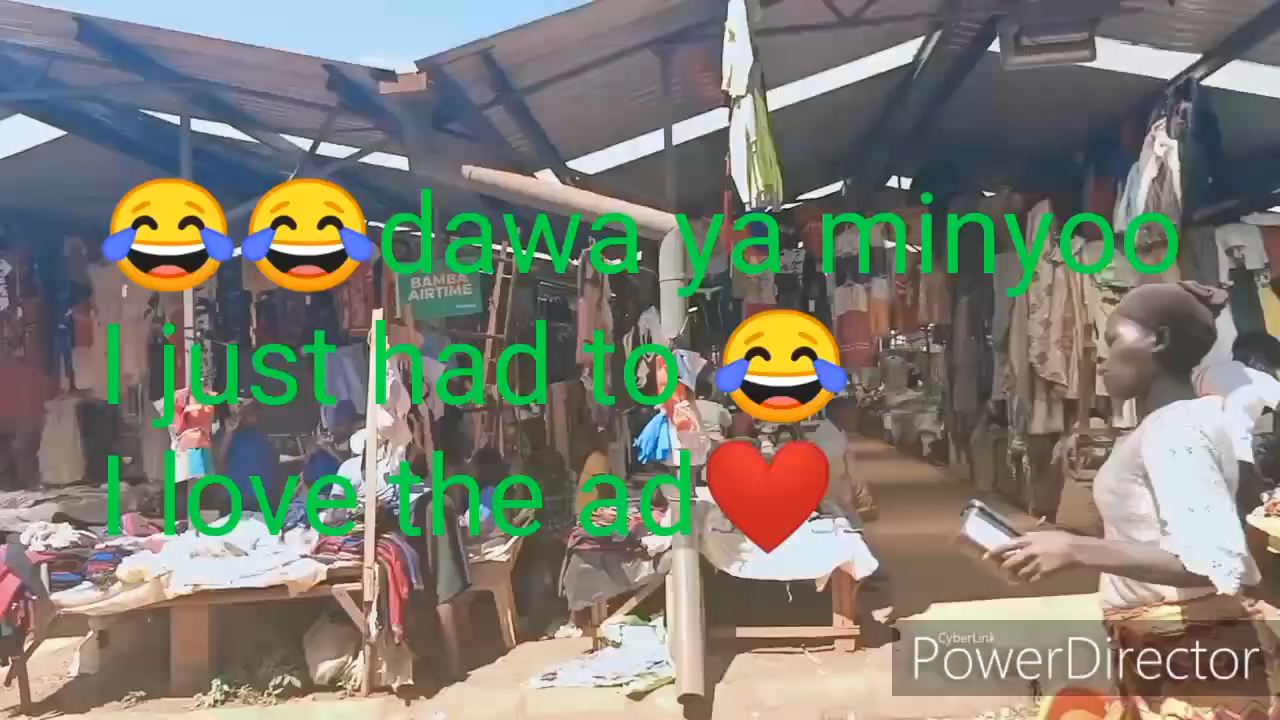 😂😂dawa ya minyoo
I just had to 😂
I love the ad❤️
BAMBA
AIRTIME
CyberLink
PowerDirector